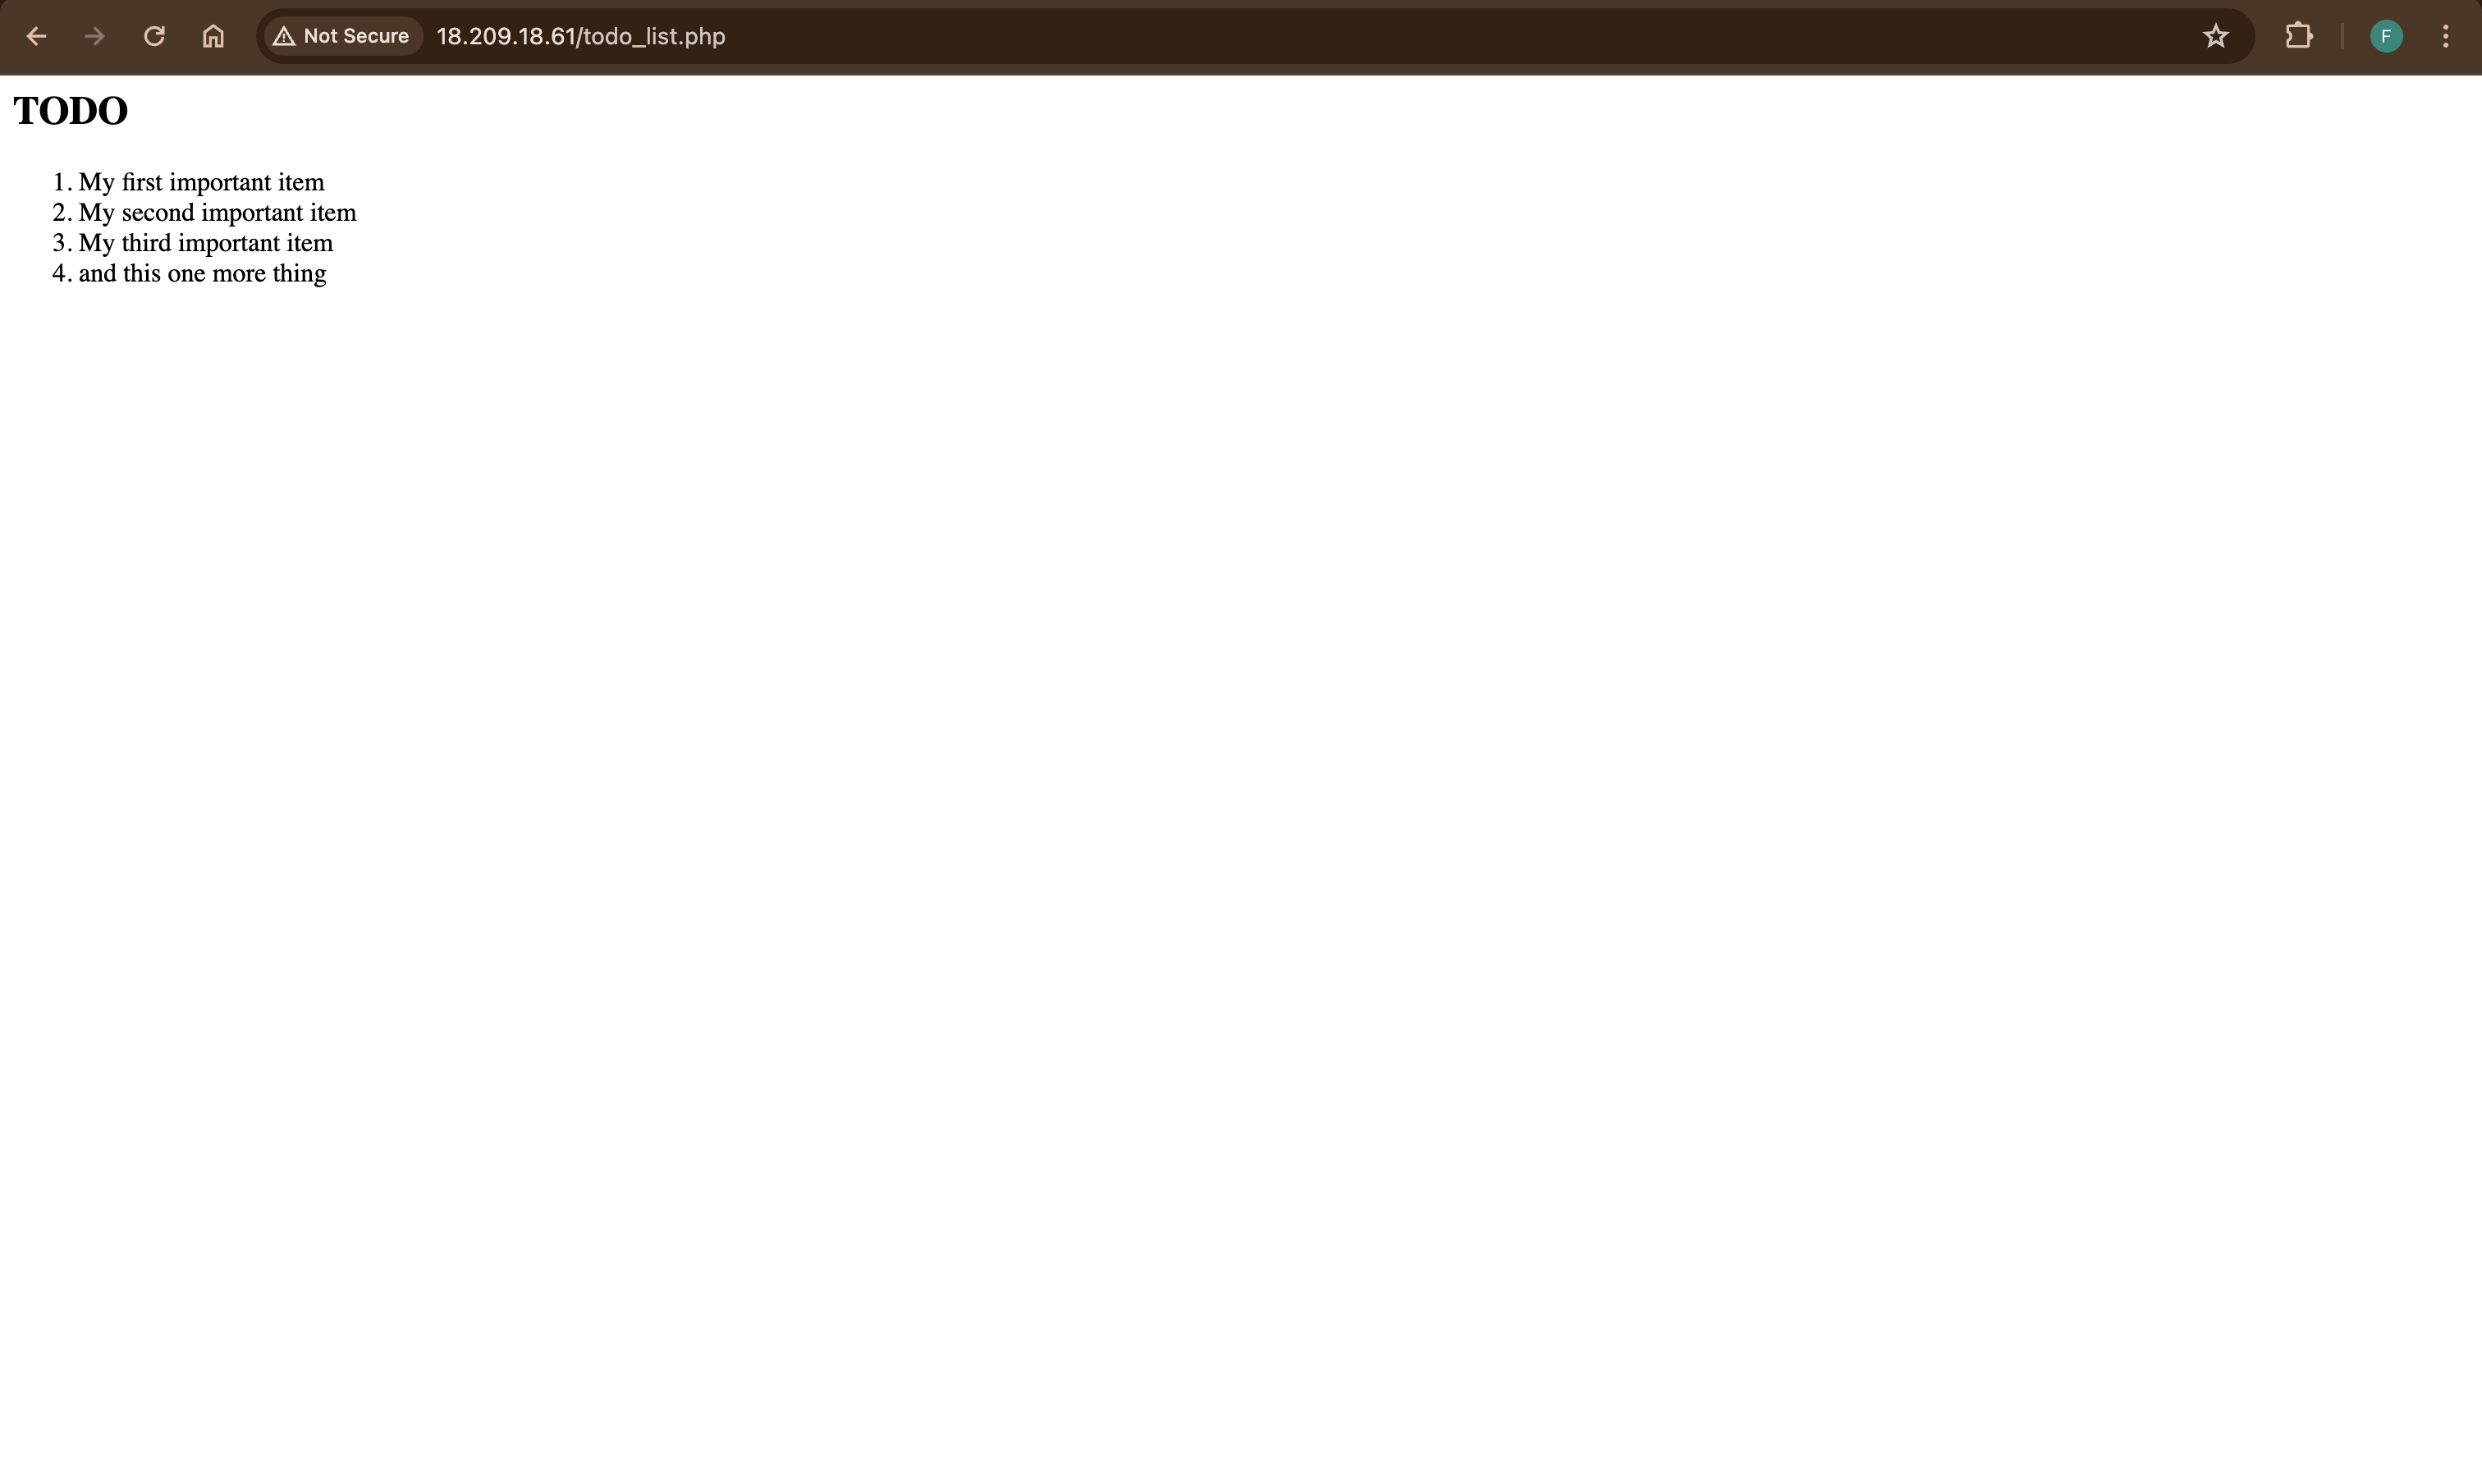 Not Secure 18.209.18.61/todo_list.php F
TODO
1. My first important item
2. My second important item
3. My third important item
4. and this one more thing